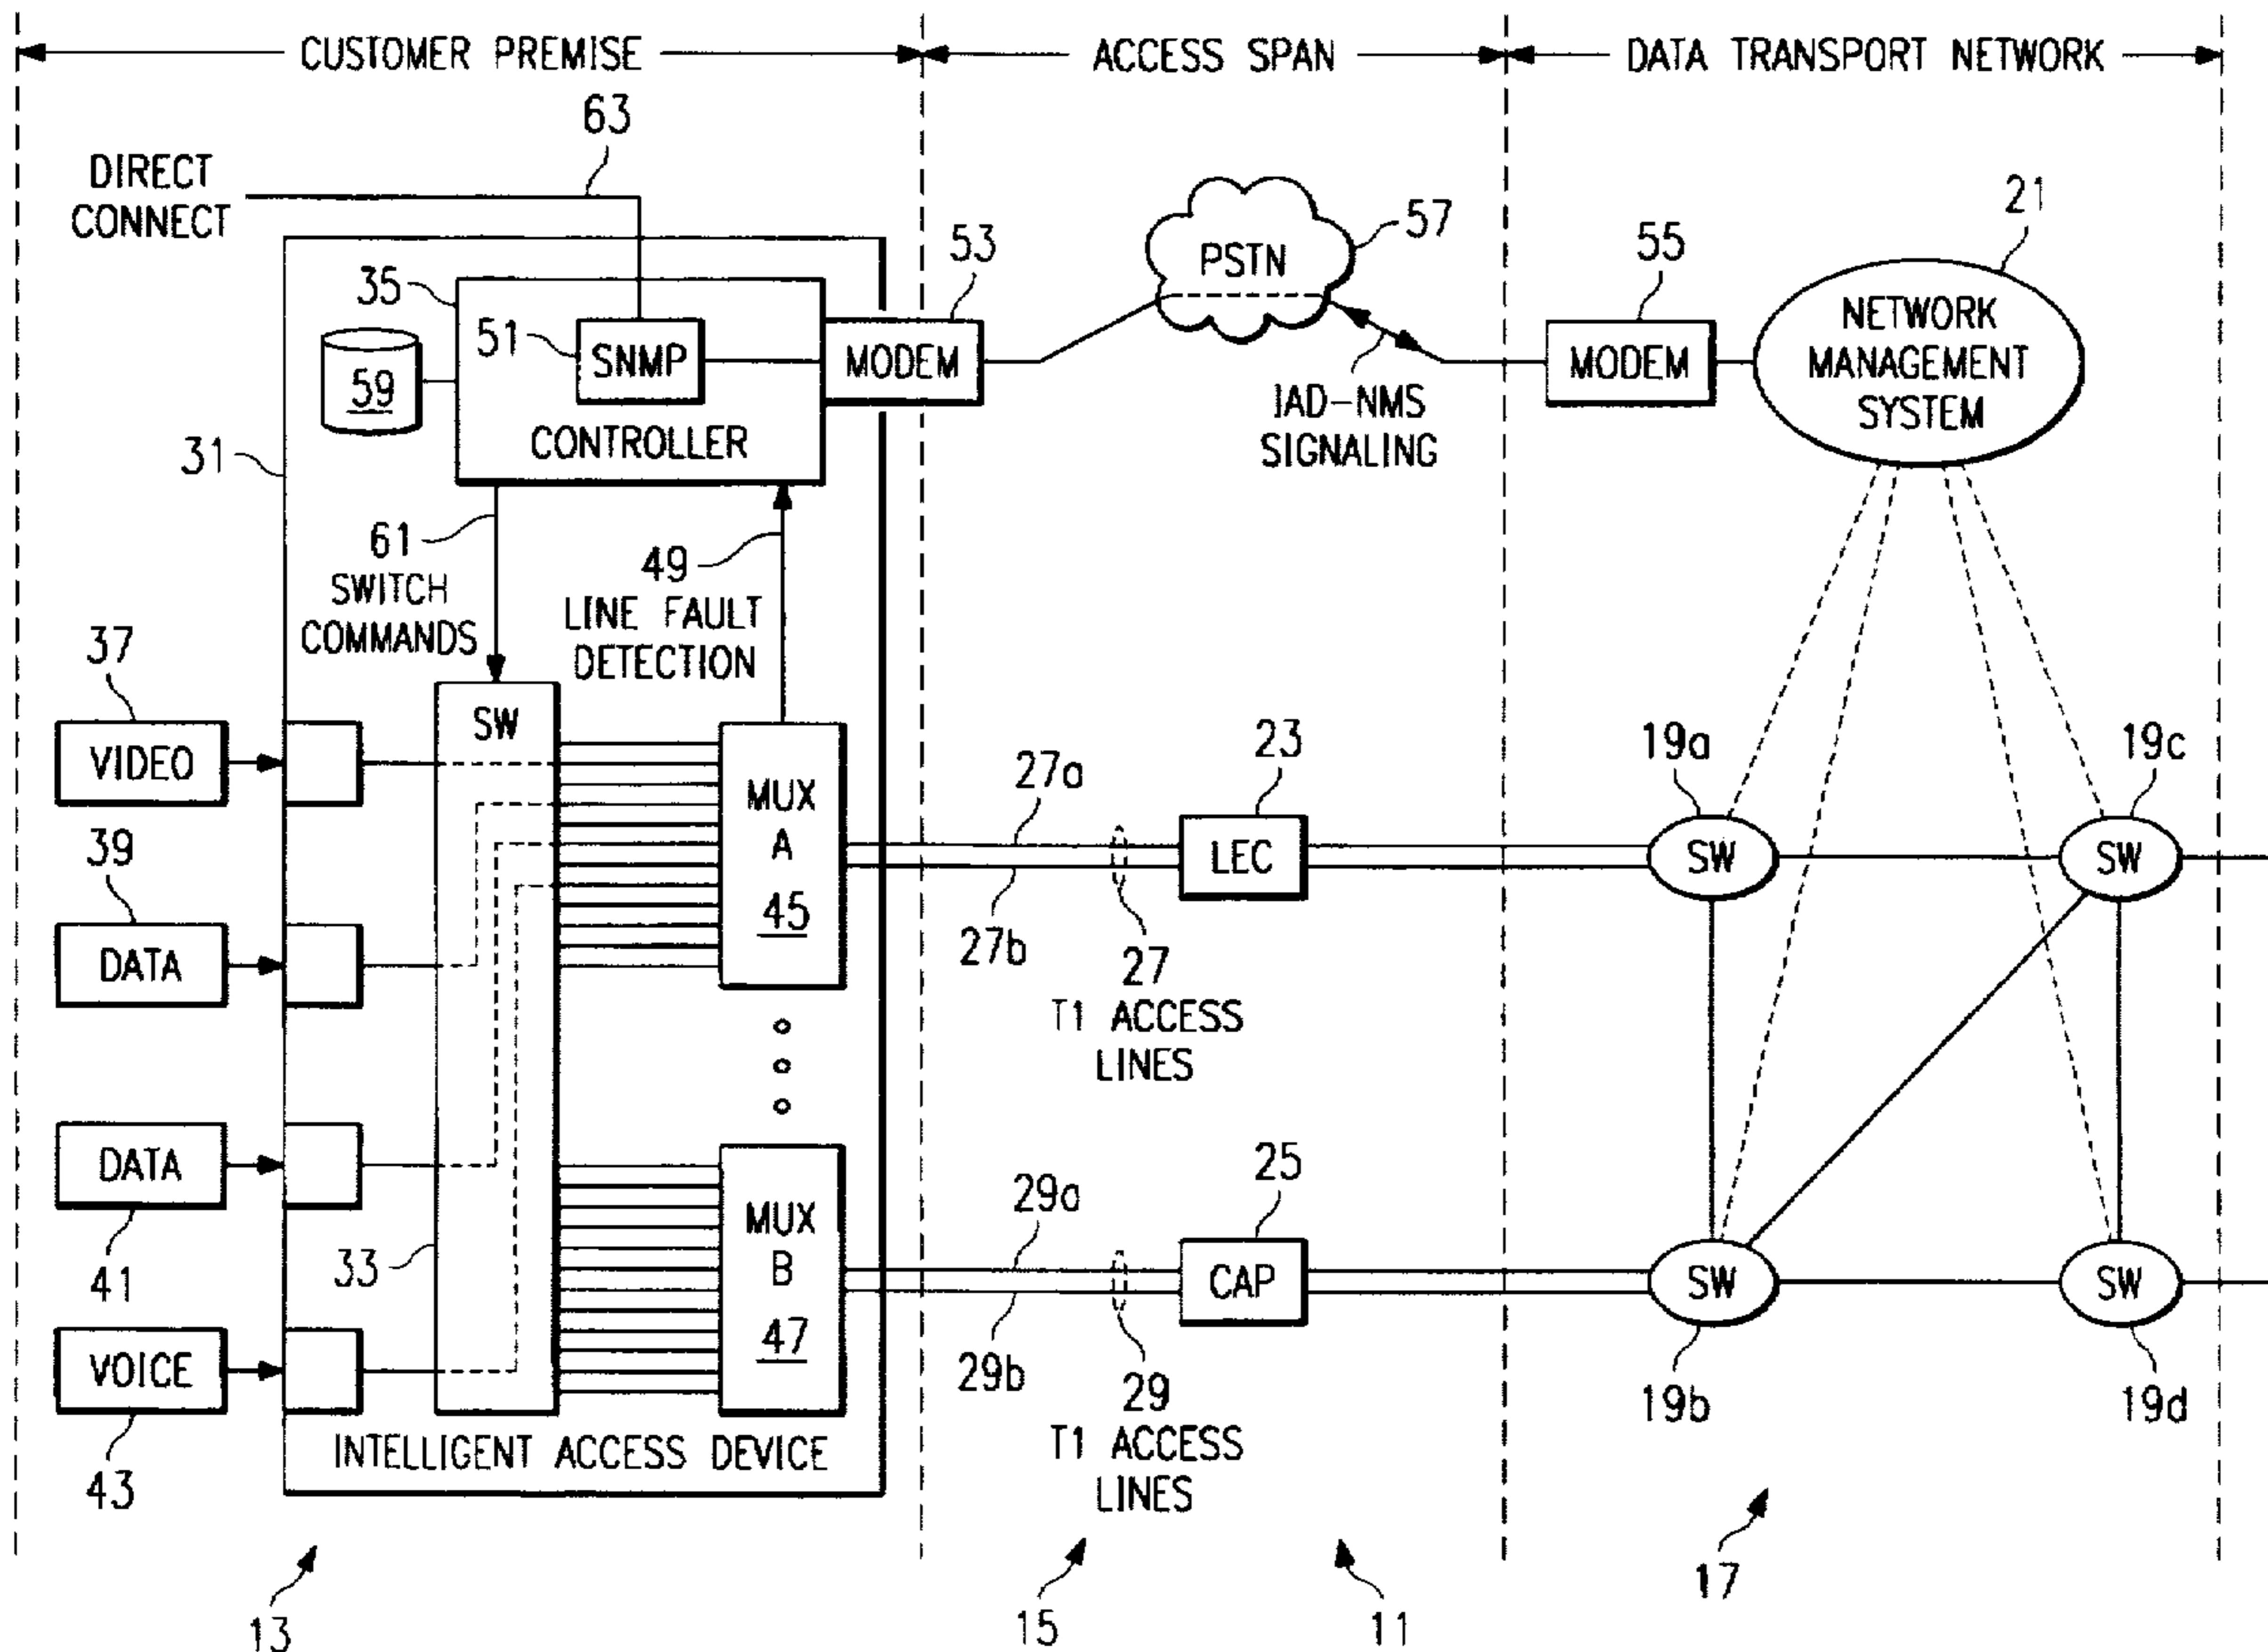 CUSTOMER PREMISE
ACCESS SPAN
DATA TRANSPORT NETWORK
63
DIRECT
CONNECT
35
51
SNMP
59
CONTROLLER
53
MODEM
PSTN
57
IAD-NMS
SIGNALING
55
MODEM
21
NETWORK
MANAGEMENT
SYSTEM
31
61
SWITCH
COMMANDS
49
LINE FAULT
DETECTION
37
VIDEO
39
DATA
DATA
41
VOICE
43
SW
33
MUX
A
45
MUX
B
47
INTELLIGENT ACCESS DEVICE
27a
27b
27
T1 ACCESS
LINES
23
LEC
29a
29b
29
T1 ACCESS
LINES
25
CAP
19a
SW
19c
SW
SW
19b
SW
19d
13
15
11
17